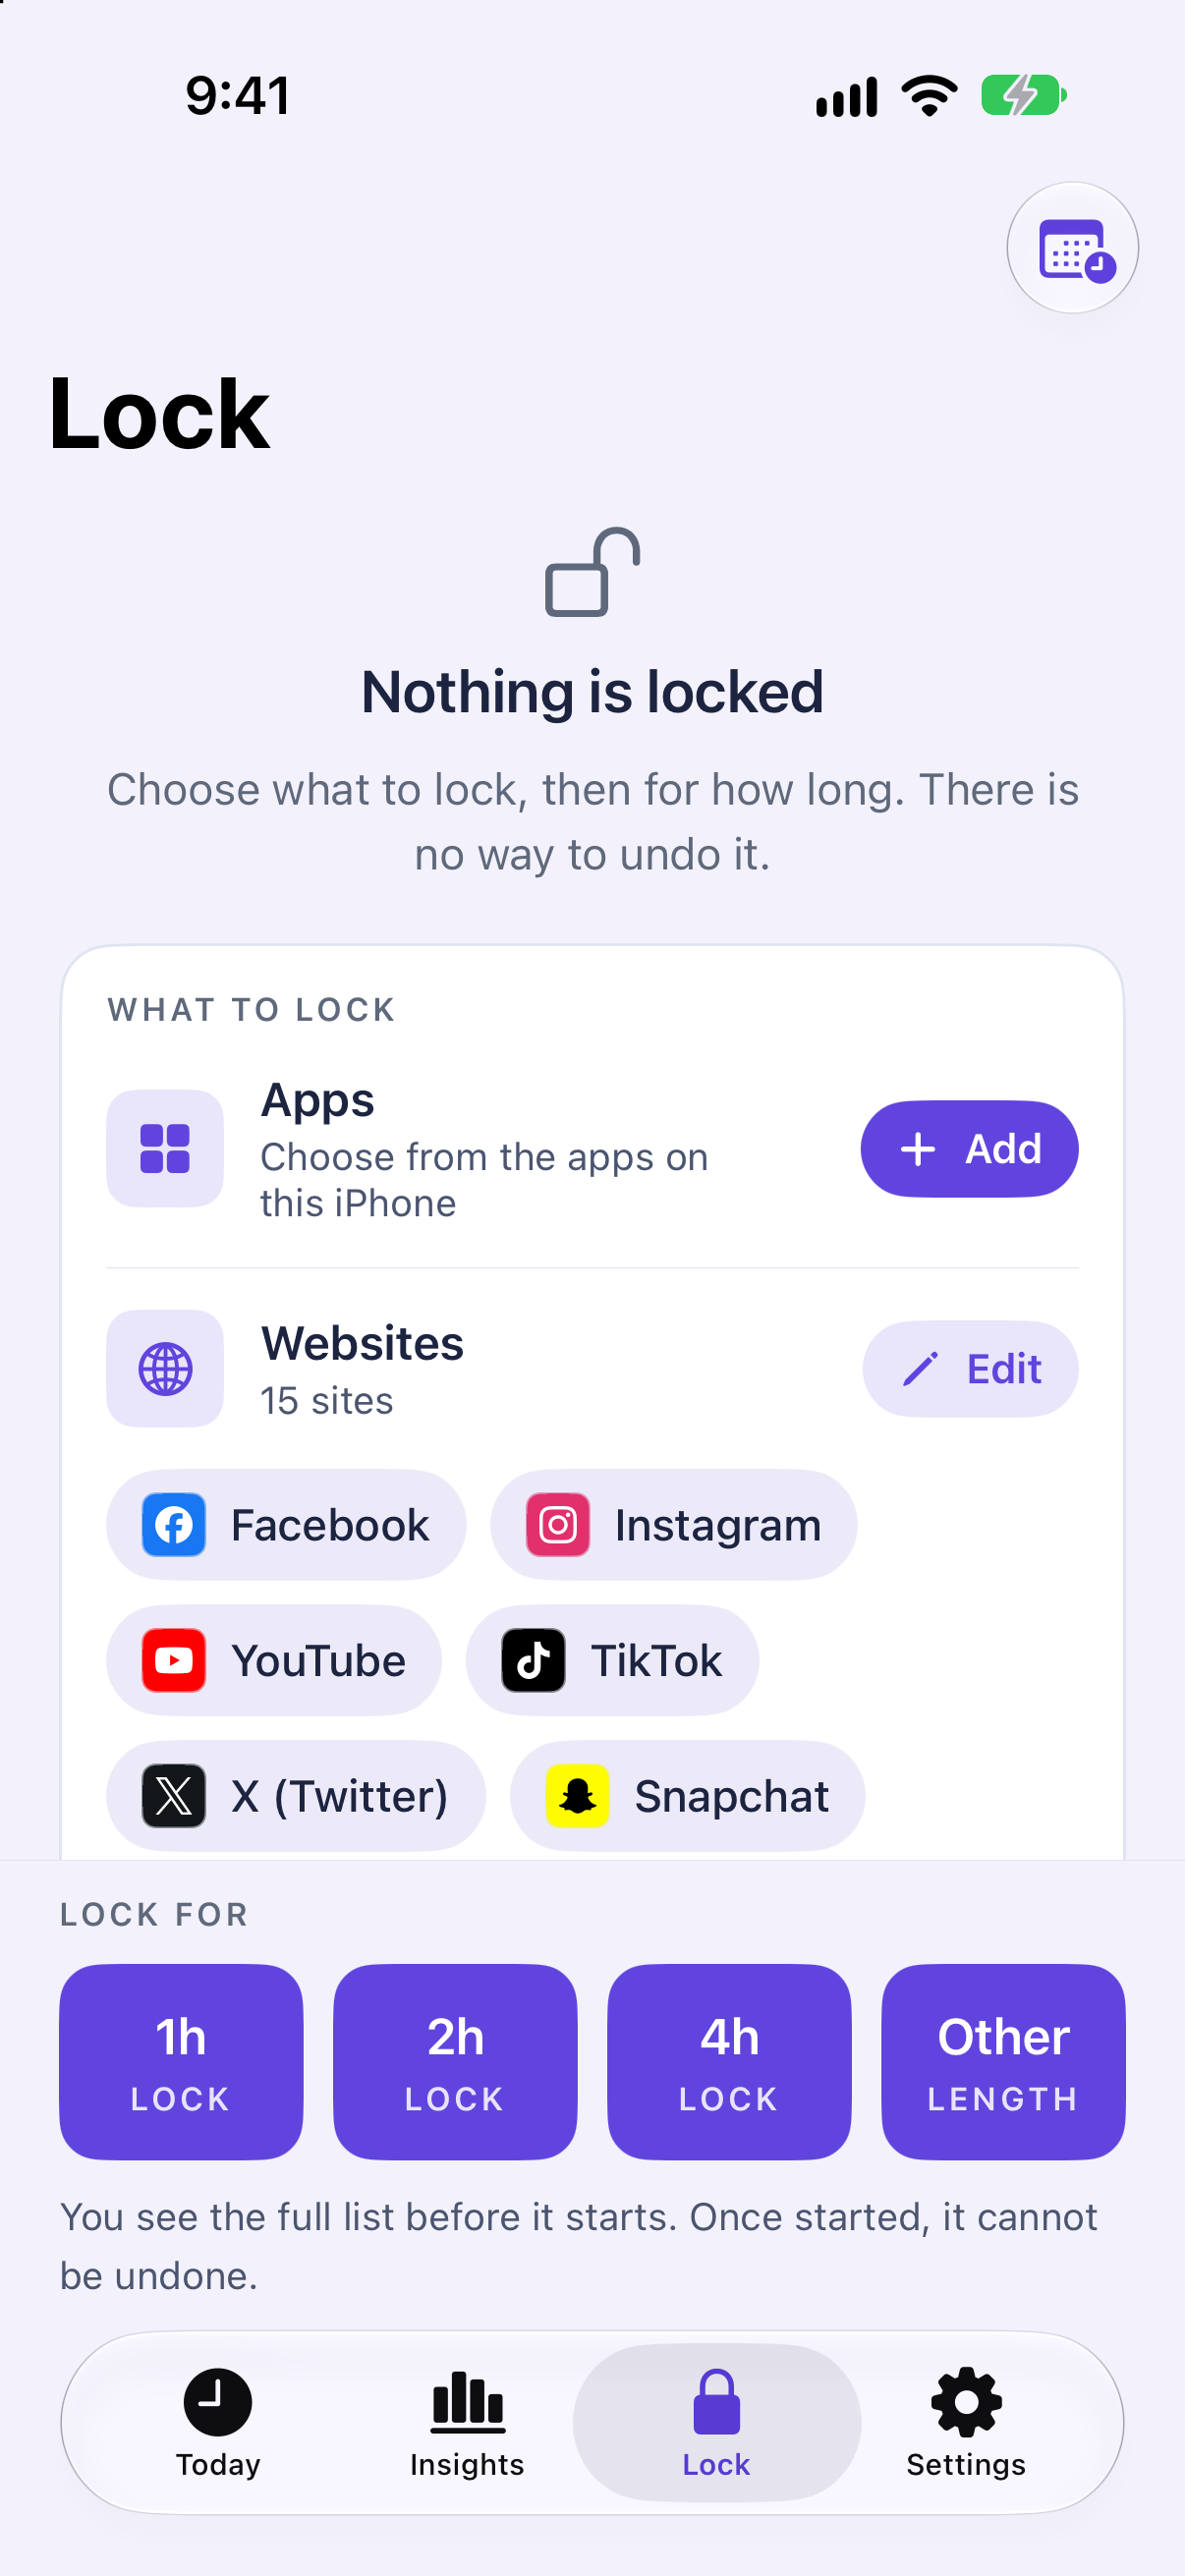 9:41
Lock
Nothing is locked
Choose what to lock, then for how long. There is
no way to undo it.
WHAT TO LOCK
Apps
Choose from the apps on
this iPhone
Add
Websites
15 sites
Edit
Facebook
Instagram
YouTube
TikTok
X (Twitter)
Snapchat
LOCK FOR
1h
LOCK
2h
LOCK
4h
LOCK
Other
LENGTH
You see the full list before it starts. Once started, it cannot
be undone.
Today
Insights
Lock
Settings